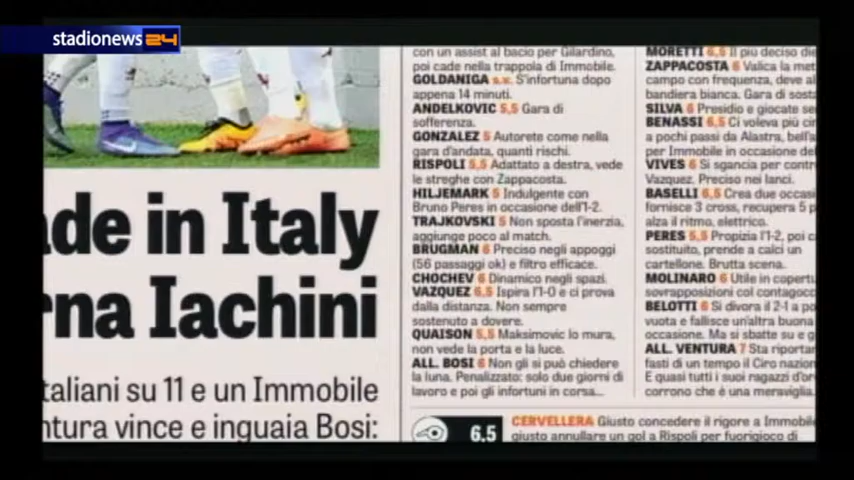 stadionews 24
ade in Italy
rna Iachini
taliani su 11 e un Immobile
ntura vince e inguaia Bosi:
con un assist al bacio per Gilardino,
poi cade nella trappola di Immobile.
GOLDANIGA s.v. S'infortuna dopo
appena 14 minuti.
ANDELKOVIC 5,5 Gara di
sofferenza.
GONZALEZ 5 Autorete come nella
gara d'andata, quanti rischi.
RISPOLI 5,5 Adattato a destra, vede
le streghe con Zappacosta.
HILJEMARK 5 Indulgente con
Bruno Peres in occasione dell'1-2.
TRAJKOVSKI 5 Non sposta l'inerzia,
aggiunge poco al match.
BRUGMAN 6 Preciso negli appoggi
(56 passaggi ok) e filtro efficace.
CHOCHEV 6 Dinamico negli spazi.
VAZQUEZ 6,5 Ispira l'1-0 e ci prova
dalla distanza. Non sempre
sostenuto a dovere.
QUAISON 5,5 Maksimovic lo mura,
non vede la porta e la luce.
ALL. BOSI 6 Non gli si può chiedere
la luna. Penalizzato: solo due giorni di
lavoro e poi gli infortuni in corsa...
MORETTI 6,5 Il più deciso die
ZAPPACOSTA 6 Valica la met
campo con frequenza, deve al
bandiera bianca. Gara di sosta
SILVA 6 Presidio e giocate se
BENASSI 6,5 Ci voleva più cin
a pochi passi da Alastra, bell'a
per Immobile in occasione del
VIVES 6 Si sgancia per contr
Vazquez. Preciso nei lanci.
BASELLI 6,5 Crea due occasi
fornisce 3 cross, recupera 5 p
alza il ritmo, elettrico.
PERES 5,5 Propizia l'1-2, poi c
sostituito, prende a calci un
cartellone. Brutta scena.
MOLINARO 6 Utile in copertu
sovrapposizioni col contagocc
BELOTTI 6 Si divora il 2-1 a po
vuota e fallisce un'altra buona
occasione. Ma si sbatte su e g
ALL. VENTURA 7 Sta riportar
fasti di un tempo il Ciro nazion
E quasi tutti i suoi ragazzi d'or
corrono che è una meraviglia.
6,5
CERVELLERA Giusto concedere il rigore a Immobile
giusto annullare un gol a Rispoli per fuorigioco di